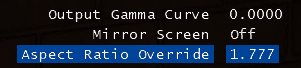 Output Gamma Curve 0.0000
Mirror Screen Off
Aspect Ratio Override 1.777